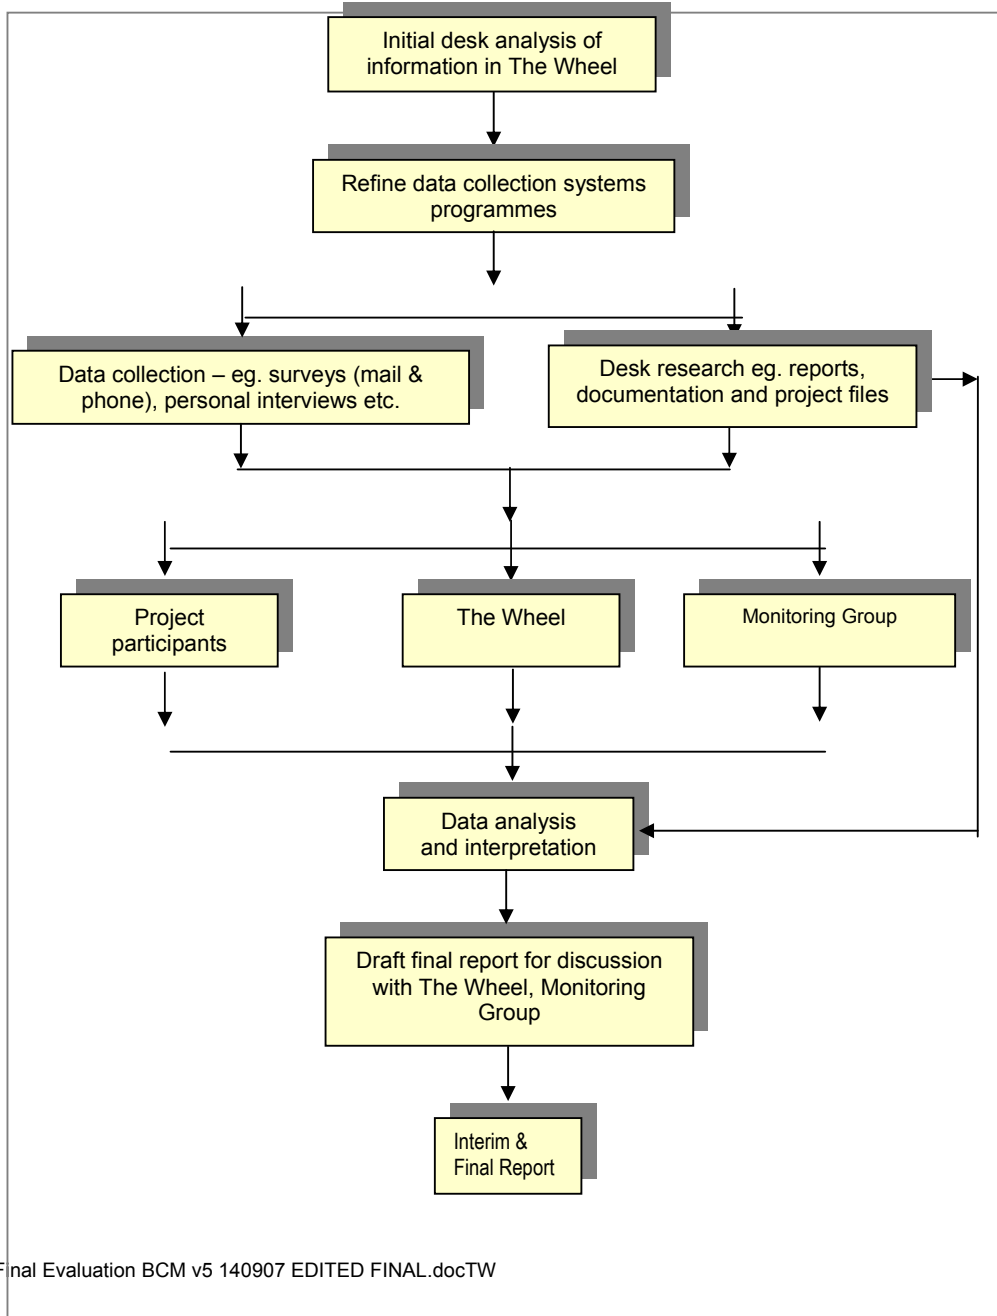 Initial desk analysis of
information in The Wheel
Refine data collection systems
programmes
Data collection – eg. surveys (mail &
phone), personal interviews etc.
Desk research eg. reports,
documentation and project files
Project
participants
The Wheel
Monitoring Group
Data analysis
and interpretation
Draft final report for discussion
with The Wheel, Monitoring
Group
Interim &
Final Report
Final Evaluation BCM v5 140907 EDITED FINAL.docTW